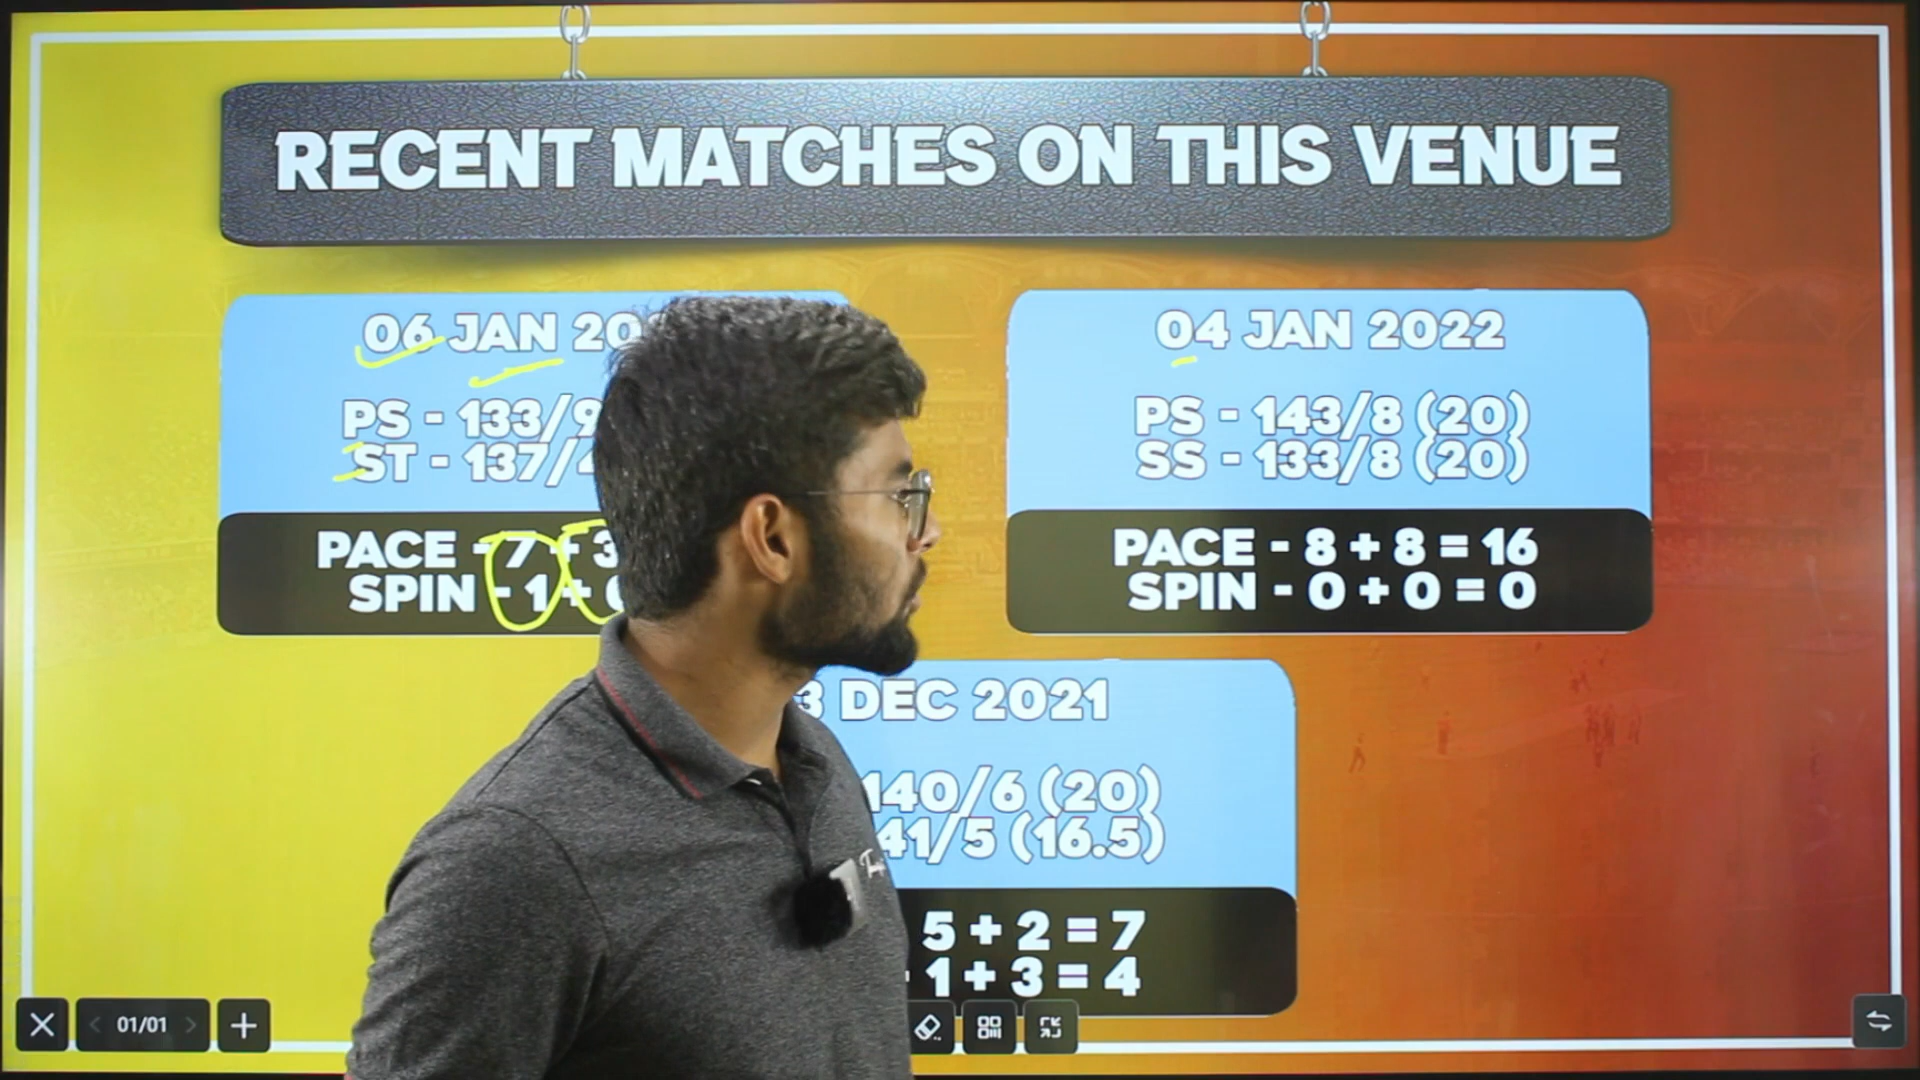 RECENT MATCHES ON THIS VENUE
06 JAN
PS - 133/9
ST - 137/4
PACE - 7 + 3
SPIN - 1 +
04 JAN 2022
PS - 143/8 (20)
SS - 133/8 (20)
PACE - 8 + 8 = 16
SPIN - 0 + 0 = 0
DEC 2021
140/6 (20)
41/5 (16.5)
5 + 2 = 7
- 1 + 3 = 4
01/01